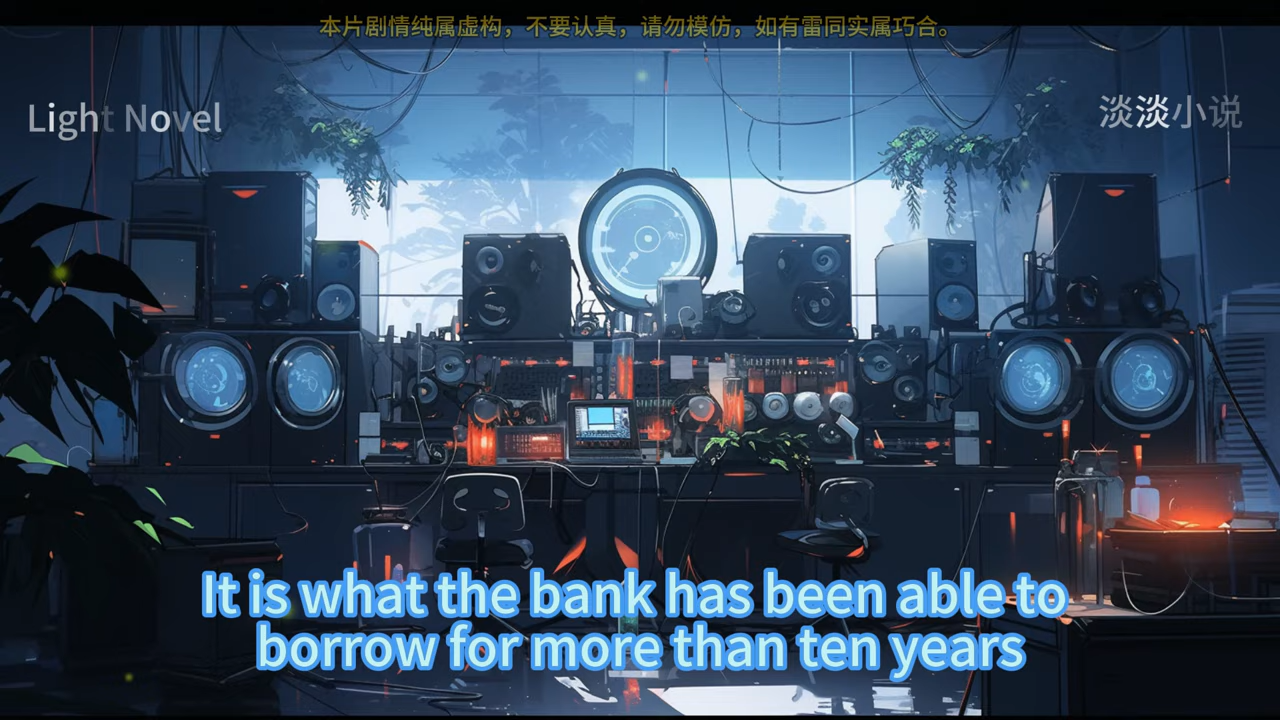 本片剧情纯属虚构，不要认真，请勿模仿，如有雷同实属巧合。
Light Novel
淡淡小说
It is what the bank has been able to
borrow for more than ten years